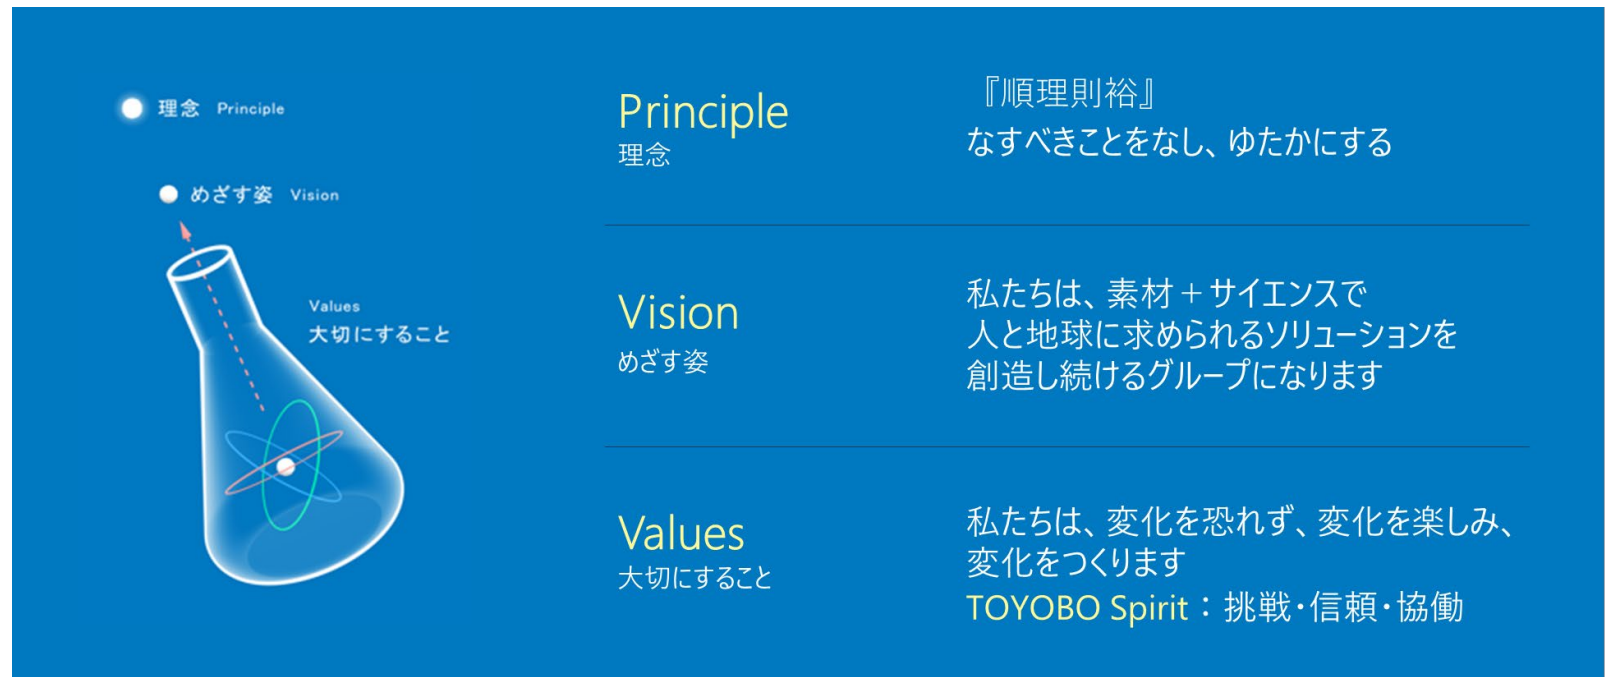 理念 Principle
めざす姿 Vision
Values
大切にすること
Principle
理念
『順理則裕』
なすべきことをなし、ゆたかにする
Vision
めざす姿
私たちは、素材＋サイエンスで
人と地球に求められるソリューションを
創造し続けるグループになります
Values
大切にすること
私たちは、変化を恐れず、変化を楽しみ、
変化をつくります
TOYOBO Spirit：挑戦・信頼・協働